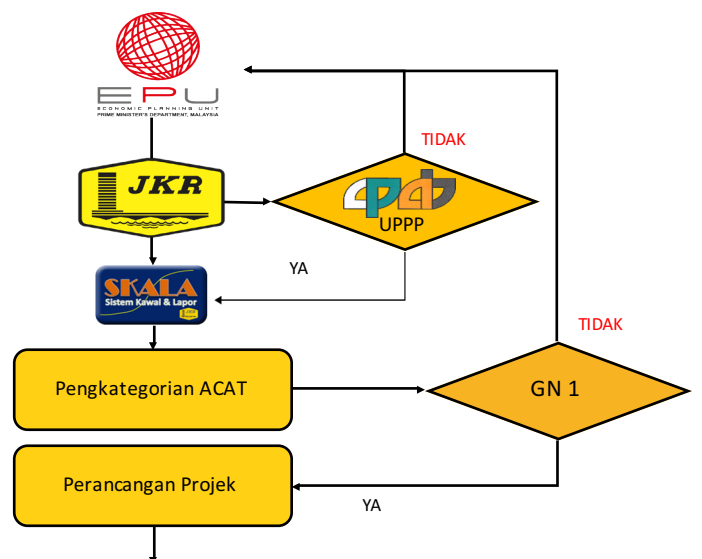 EPU
ECONOMIC PLANNING UNIT
PRIME MINISTER'S DEPARTMENT, MALAYSIA
TIDAK
JKR
UPPP
YA
SKALA
Sistem Kawal & Lapor
JKR
TIDAK
Pengkategorian ACAT
GN 1
Perancangan Projek
YA